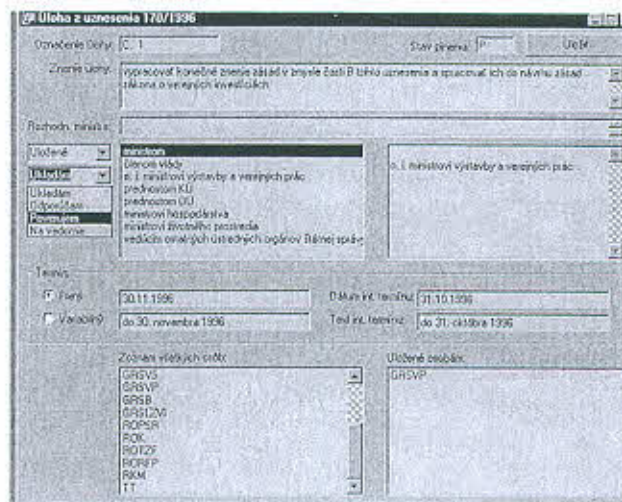 Úloha z uznesenia 170/1996
Označenie úlohy: C. 1
Stav plnenia: P
Uložiť
Znenie úlohy:
vypracovať konečné znenie zásad v zmysle časti B tohto uznesenia a spracovať ich do návrhu zásad
zákona o verejných investíciách
Rozhodn. ministra:
Uložené
Ukladám
Ukladám
Odpovedám
Poverujem
Na vedomie
ministrom
členom vlády
o. i. ministrovi výstavby a verejných prác
prednostom KÚ
prednostom OÚ
ministrovi hospodárstva
ministrovi životného prostredia
vedúcim ostatných ústredných orgánov štátnej správy
o. i. ministrovi výstavby a verejných prác
Termín:
Pevný
30.11.1996
Dátum int. termínu:
31.10.1996
Variabilný
do 30. novembra 1996
Text int. termínu:
do 31. októbra 1996
Zoznam všetkých osôb:
GRSVS
GRSVP
GRSB
GRSIZVI
ROPSR
ROK
ROTZF
RORFP
RKM
TT
Uložené osobám:
GRSVP